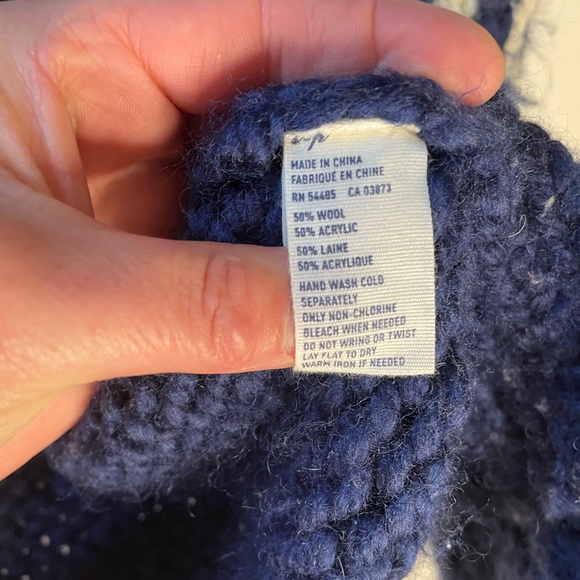 MADE IN CHINA
FABRIQUÉ EN CHINE
RN 54485 CA 03873
50% WOOL
50% ACRYLIC
50% LAINE
50% ACRYLIQUE
HAND WASH COLD
SEPARATELY
ONLY NON-CHLORINE
BLEACH WHEN NEEDED
DO NOT WRING OR TWIST
LAY FLAT TO DRY
WARM IRON IF NEEDED